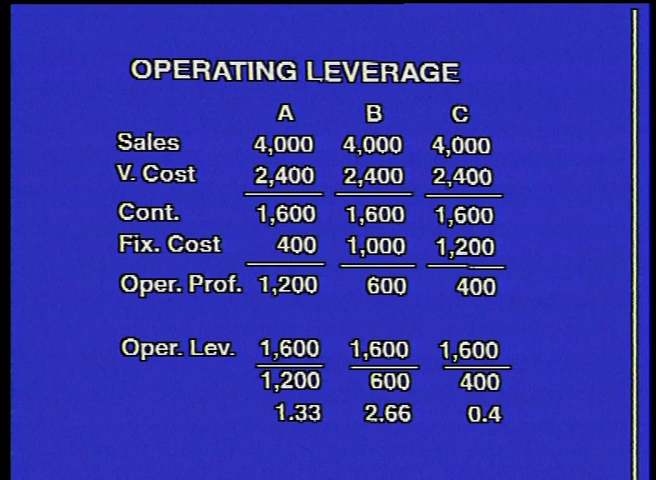 OPERATING LEVERAGE
A B C
Sales 4,000 4,000 4,000
V. Cost 2,400 2,400 2,400
Cont. 1,600 1,600 1,600
Fix. Cost 400 1,000 1,200
Oper. Prof. 1,200 600 400
Oper. Lev. 1,600 1,600 1,600
1,200 600 400
1.33 2.66 0.4